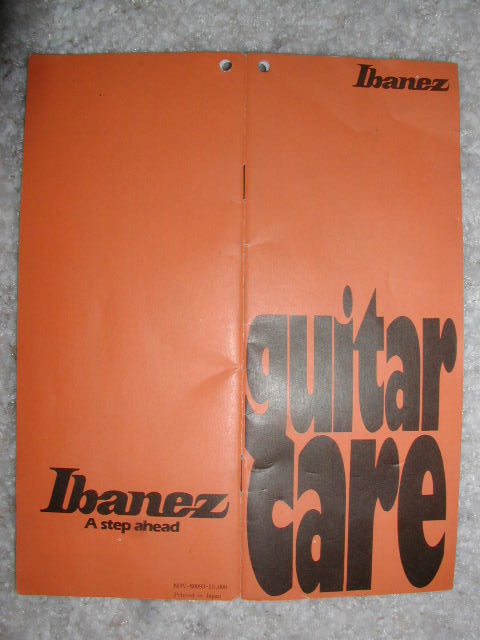 Ibanez
guitar
care
Ibanez
A step ahead
Printed in Japan